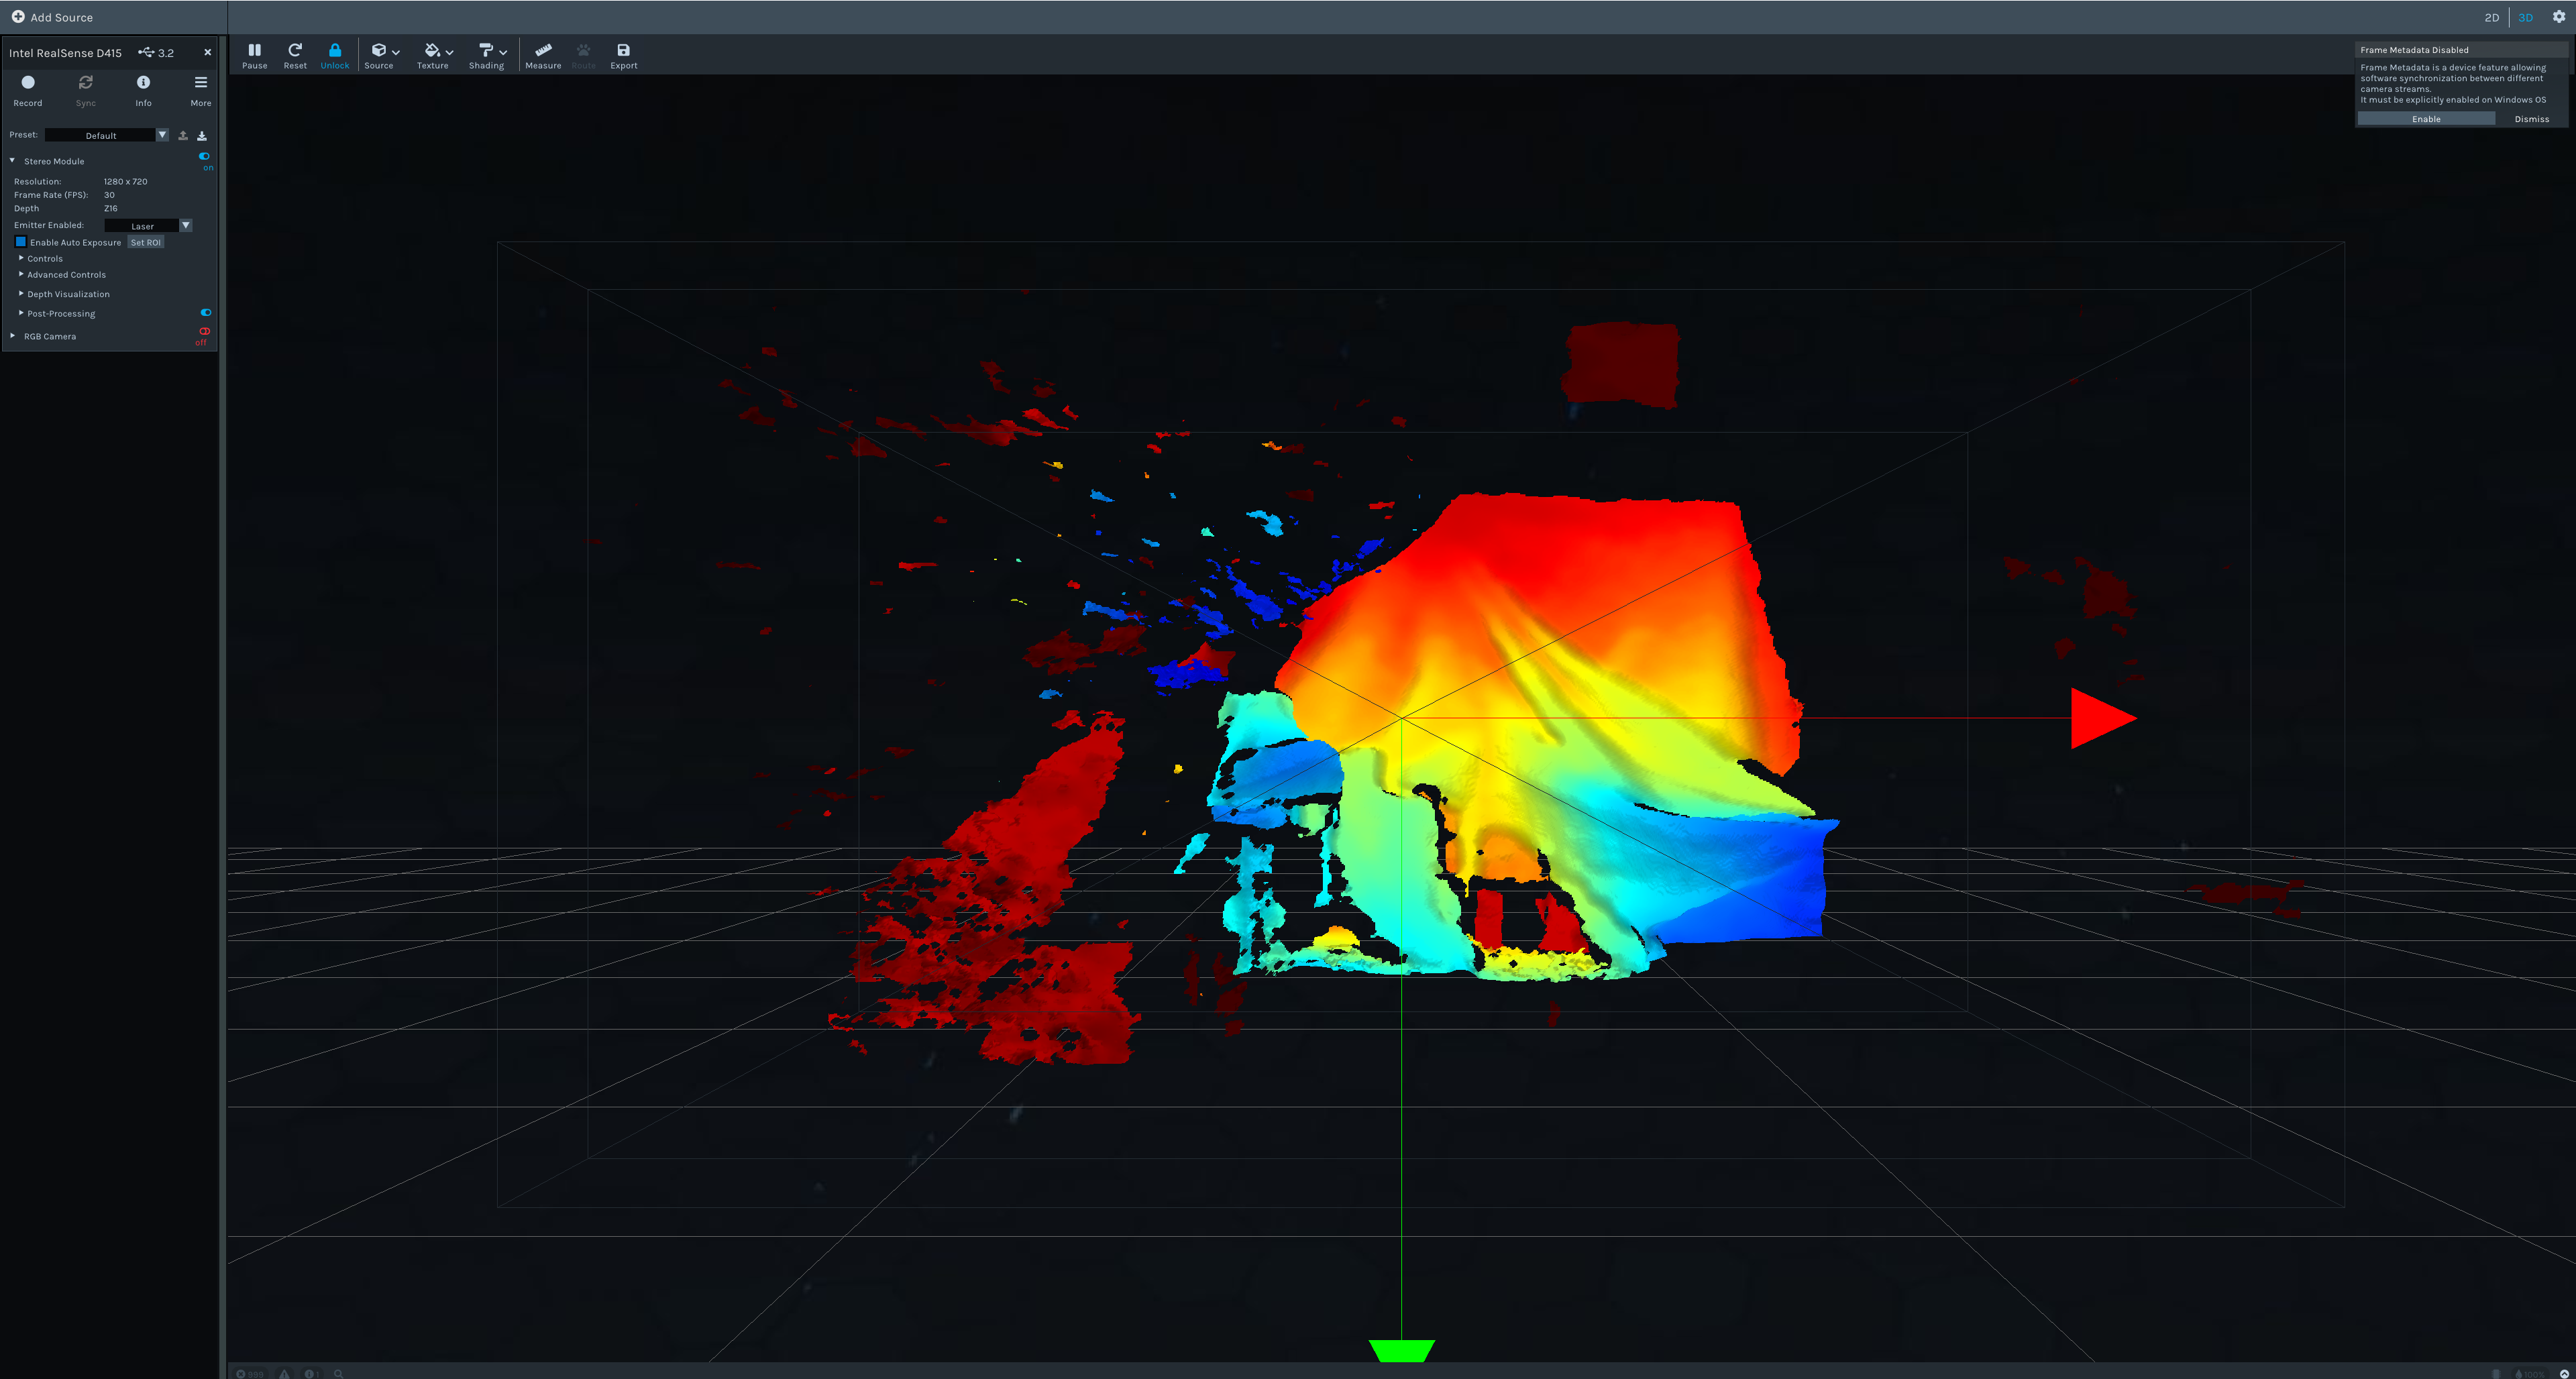 Add Source
2D 3D
Intel RealSense D415 3.2
Record Sync Info More
Preset: Default
Stereo Module
on
Resolution: 1280 x 720
Frame Rate (FPS): 30
Depth Z16
Emitter Enabled: Laser
Enable Auto Exposure Set ROI
Controls
Advanced Controls
Depth Visualization
Post-Processing
RGB Camera
off
Pause Reset Unlock Source Texture Shading Measure Route Export
Frame Metadata Disabled
Frame Metadata is a device feature allowing
software synchronization between different
camera streams.
It must be explicitly enabled on Windows OS
Enable Dismiss
100%